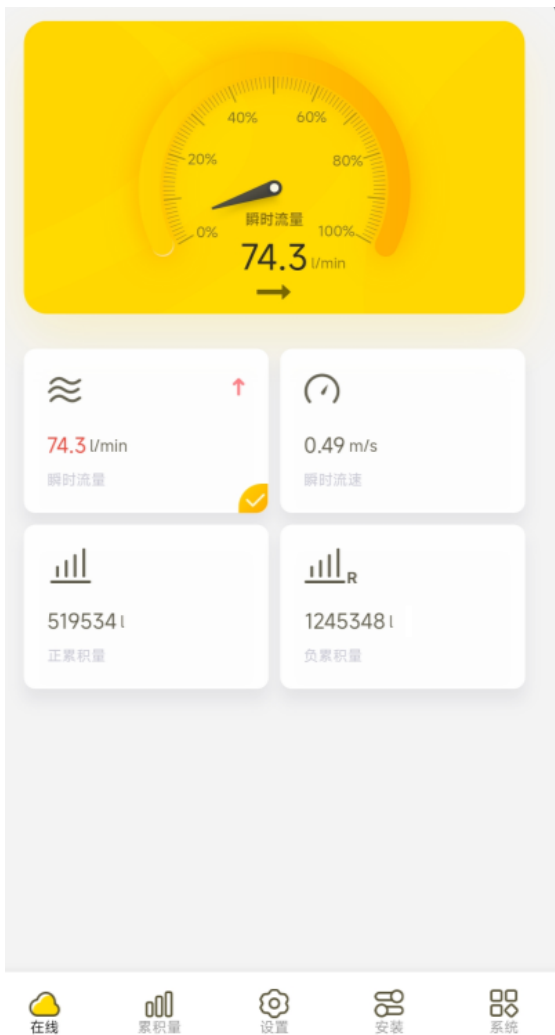 40% 60%
20% 80%
瞬时流量
0% 100%
74.3 l/min
74.3 l/min
瞬时流量
0.49 m/s
瞬时流速
519534 l
正累积量
R
1245348 l
负累积量
在线 累积量 设置 安装 系统